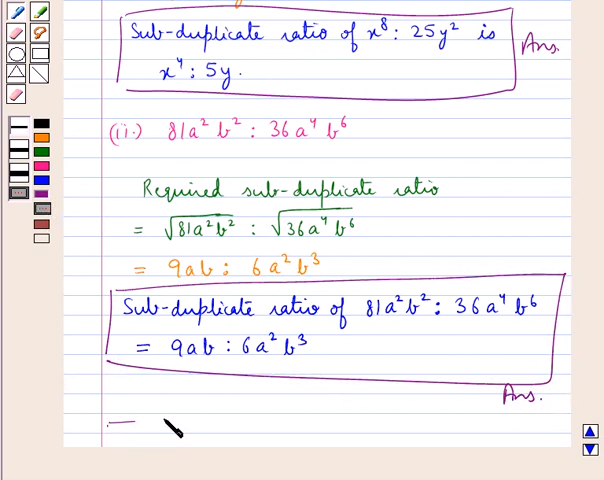 Sub-duplicate ratio of x⁸ : 25y² is
x⁴ : 5y.
Ans.
(ii.) 81a²b² : 36a⁴b⁶
Required sub-duplicate ratio
= √81a²b² : √36a⁴b⁶
= 9ab : 6a²b³
Sub-duplicate ratio of 81a²b² : 36a⁴b⁶
= 9ab : 6a²b³
Ans.